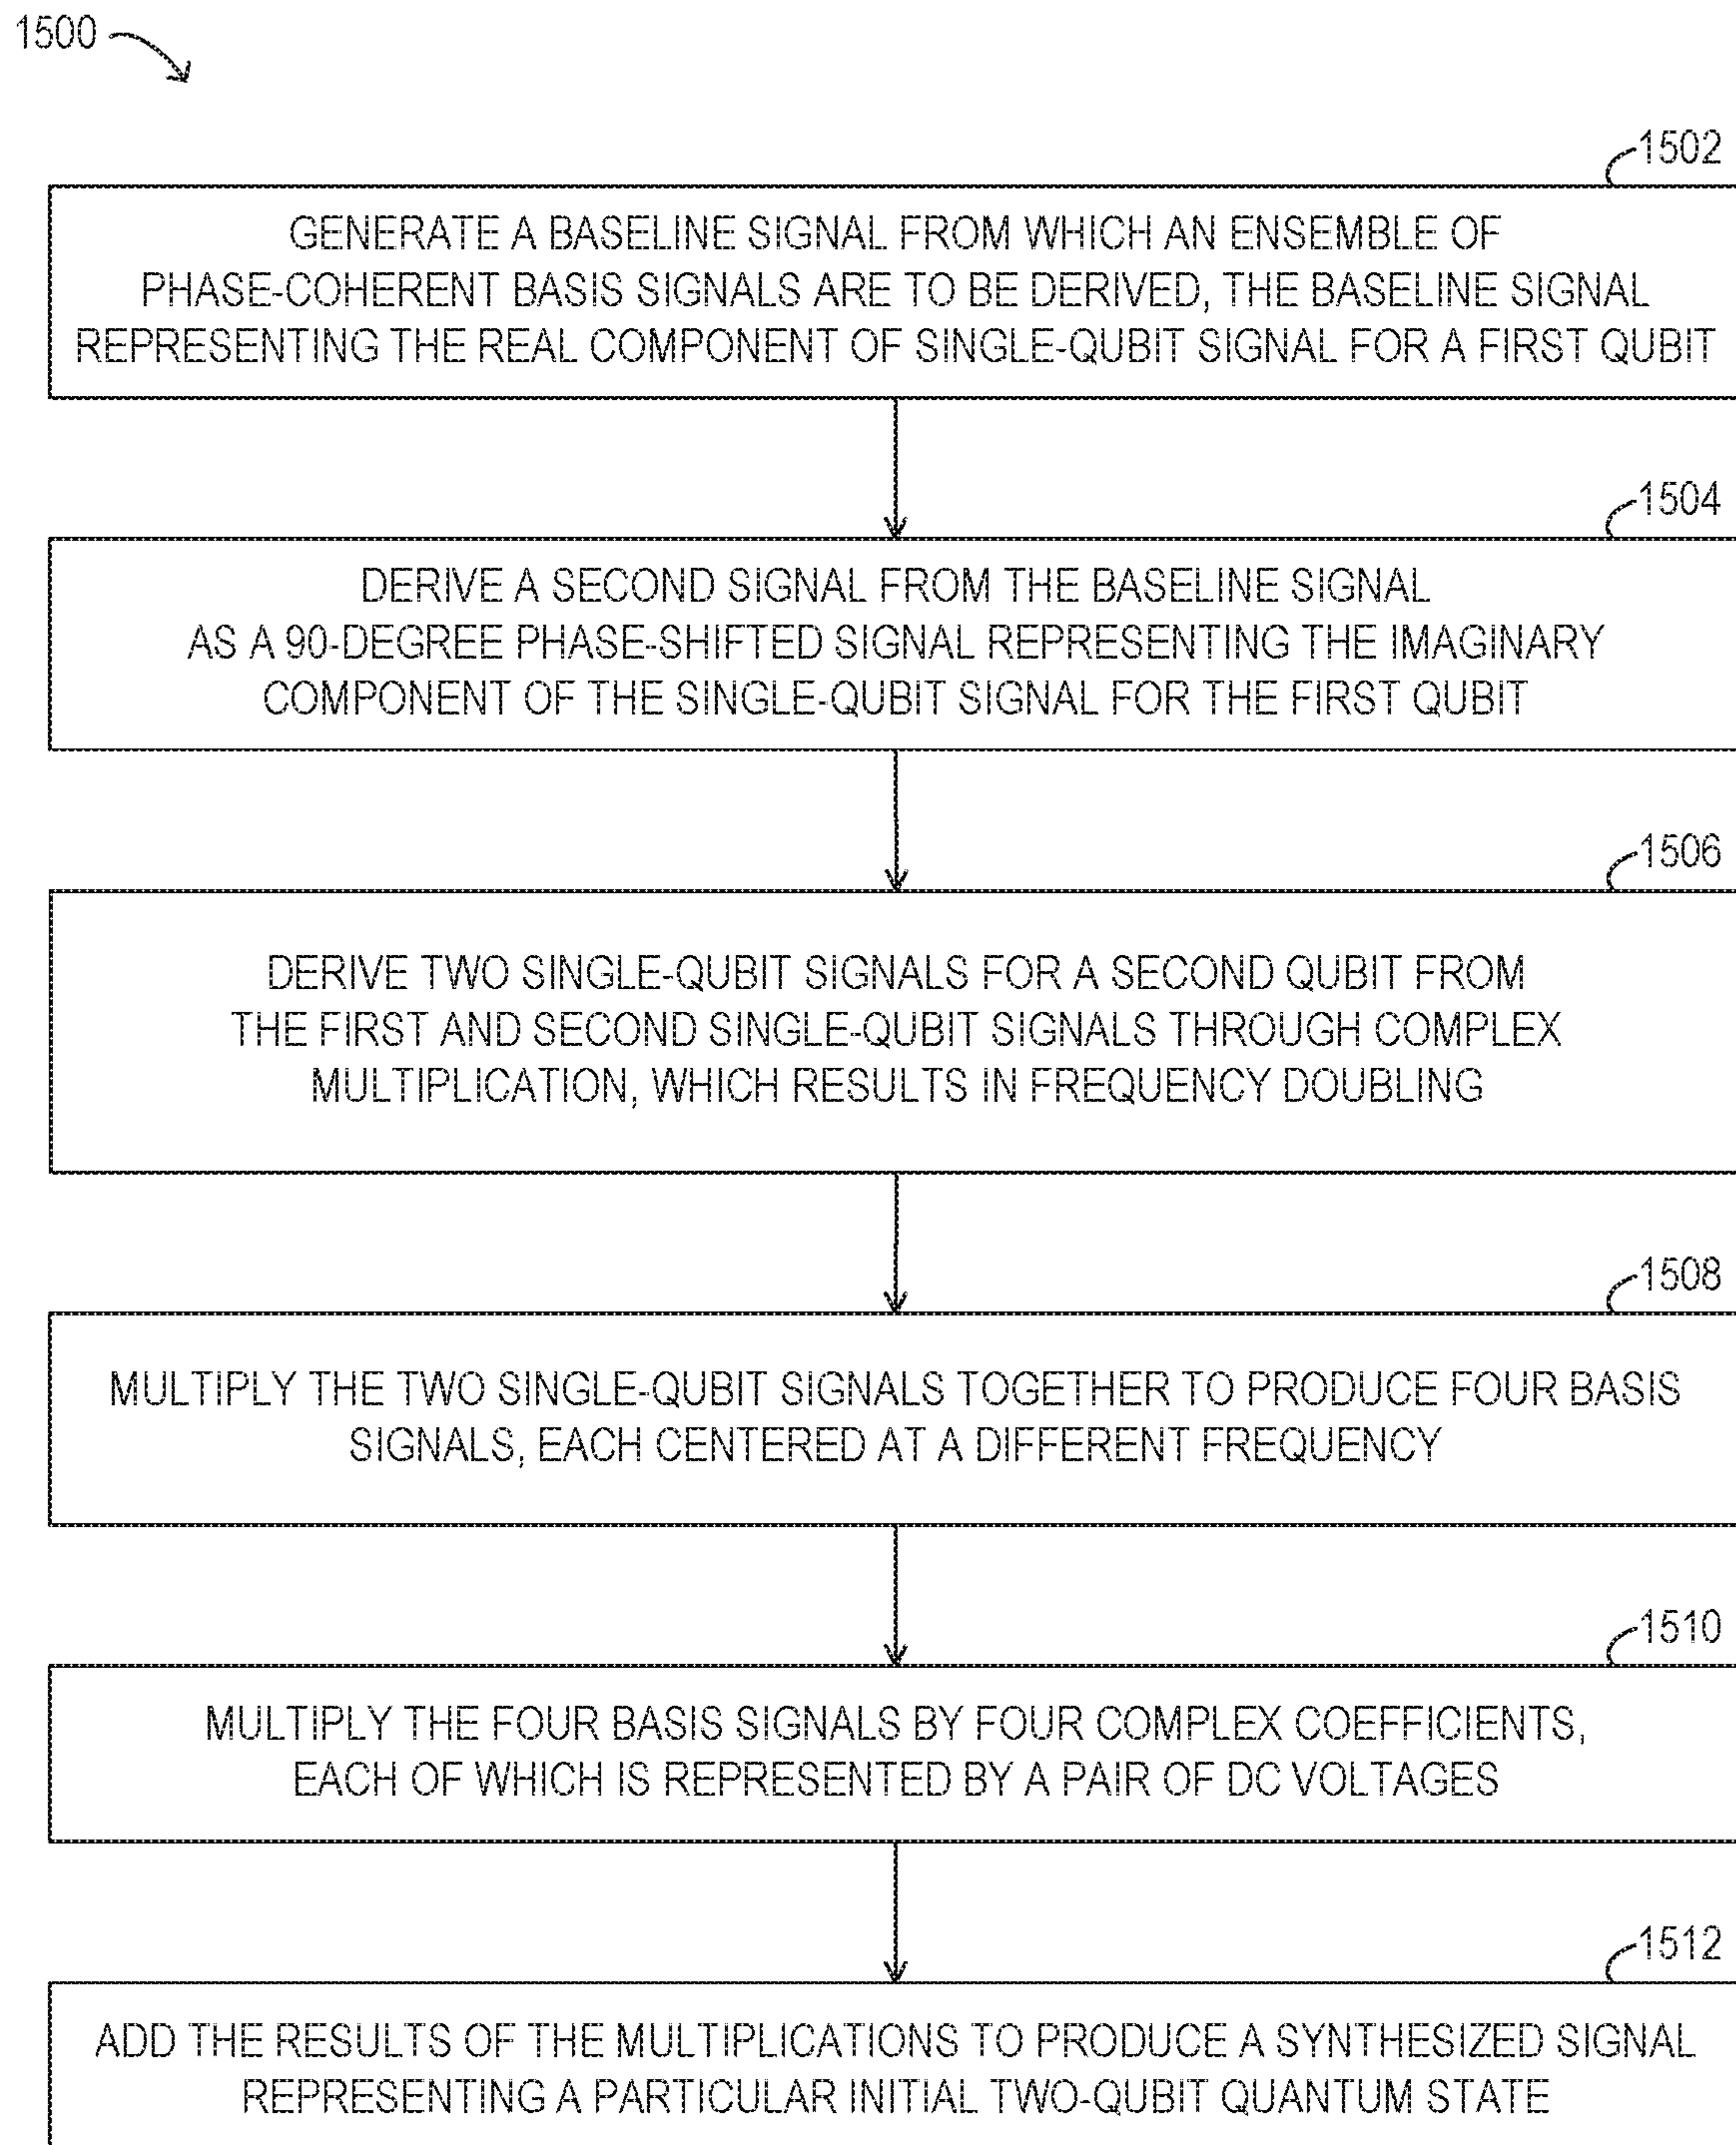 1500
1502
GENERATE A BASELINE SIGNAL FROM WHICH AN ENSEMBLE OF
PHASE-COHERENT BASIS SIGNALS ARE TO BE DERIVED, THE BASELINE SIGNAL
REPRESENTING THE REAL COMPONENT OF SINGLE-QUBIT SIGNAL FOR A FIRST QUBIT
1504
DERIVE A SECOND SIGNAL FROM THE BASELINE SIGNAL
AS A 90-DEGREE PHASE-SHIFTED SIGNAL REPRESENTING THE IMAGINARY
COMPONENT OF THE SINGLE-QUBIT SIGNAL FOR THE FIRST QUBIT
1506
DERIVE TWO SINGLE-QUBIT SIGNALS FOR A SECOND QUBIT FROM
THE FIRST AND SECOND SINGLE-QUBIT SIGNALS THROUGH COMPLEX
MULTIPLICATION, WHICH RESULTS IN FREQUENCY DOUBLING
1508
MULTIPLY THE TWO SINGLE-QUBIT SIGNALS TOGETHER TO PRODUCE FOUR BASIS
SIGNALS, EACH CENTERED AT A DIFFERENT FREQUENCY
1510
MULTIPLY THE FOUR BASIS SIGNALS BY FOUR COMPLEX COEFFICIENTS,
EACH OF WHICH IS REPRESENTED BY A PAIR OF DC VOLTAGES
1512
ADD THE RESULTS OF THE MULTIPLICATIONS TO PRODUCE A SYNTHESIZED SIGNAL
REPRESENTING A PARTICULAR INITIAL TWO-QUBIT QUANTUM STATE